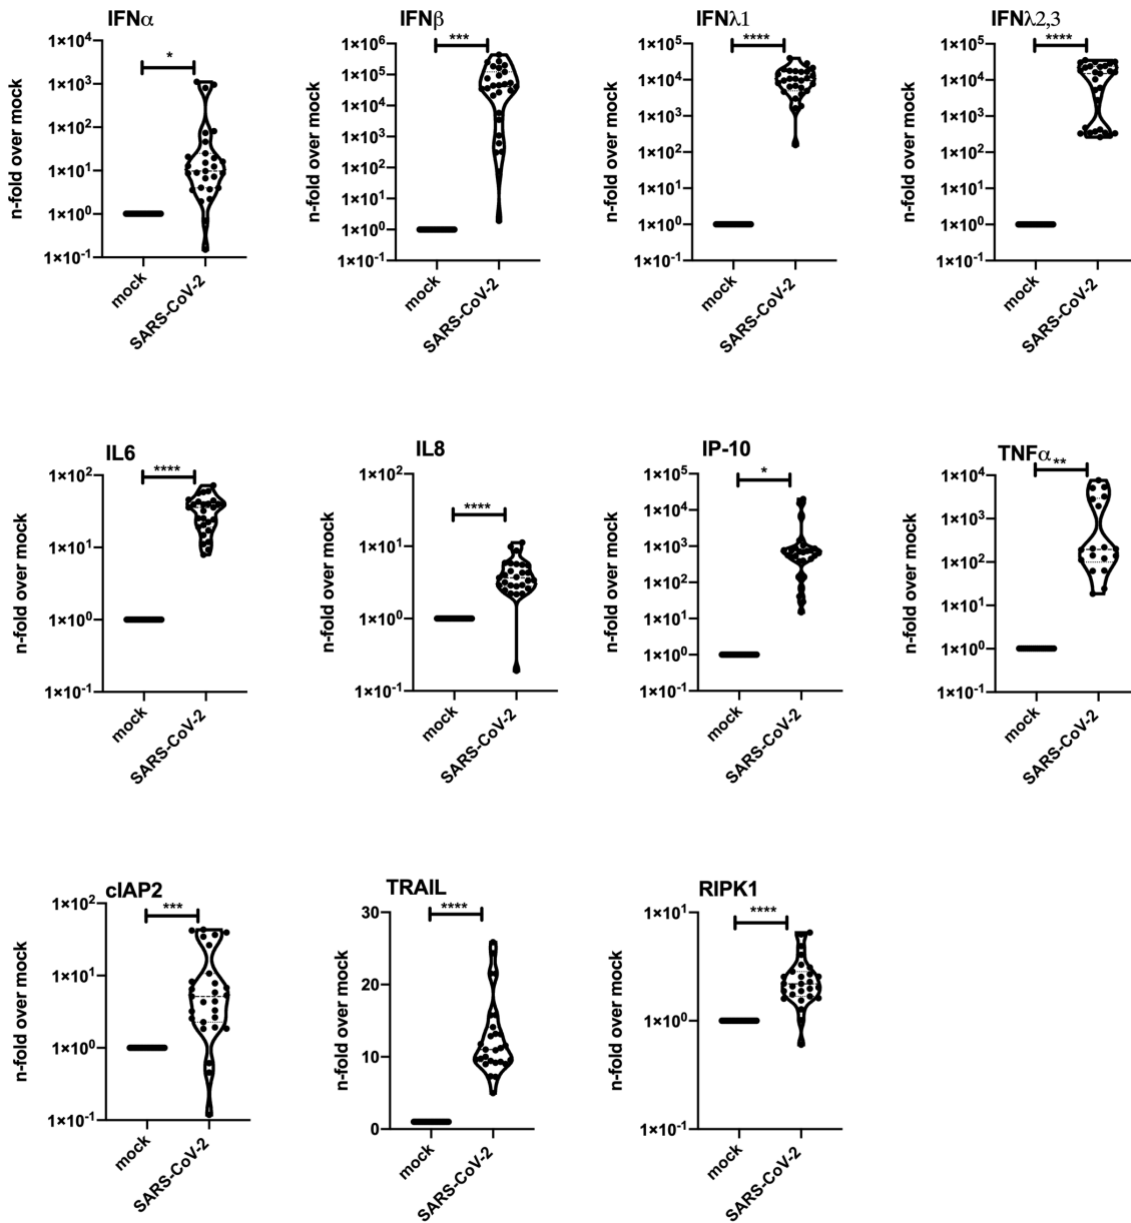 IFNα
n-fold over mock
1×10⁴
1×10³
1×10²
1×10¹
1×10⁰
1×10⁻¹
*
mock
SARS-CoV-2
IFNβ
n-fold over mock
1×10⁶
1×10⁵
1×10⁴
1×10³
1×10²
1×10¹
1×10⁰
1×10⁻¹
***
mock
SARS-CoV-2
IFNλ1
n-fold over mock
1×10⁵
1×10⁴
1×10³
1×10²
1×10¹
1×10⁰
1×10⁻¹
****
mock
SARS-CoV-2
IFNλ2,3
n-fold over mock
1×10⁵
1×10⁴
1×10³
1×10²
1×10¹
1×10⁰
1×10⁻¹
****
mock
SARS-CoV-2
IL6
n-fold over mock
1×10²
1×10¹
1×10⁰
1×10⁻¹
****
mock
SARS-CoV-2
IL8
n-fold over mock
1×10²
1×10¹
1×10⁰
1×10⁻¹
****
mock
SARS-CoV-2
IP-10
n-fold over mock
1×10⁵
1×10⁴
1×10³
1×10²
1×10¹
1×10⁰
1×10⁻¹
*
mock
SARS-CoV-2
TNFα
n-fold over mock
1×10⁴
1×10³
1×10²
1×10¹
1×10⁰
1×10⁻¹
**
mock
SARS-CoV-2
cIAP2
n-fold over mock
1×10²
1×10¹
1×10⁰
1×10⁻¹
***
mock
SARS-CoV-2
TRAIL
n-fold over mock
30
20
10
0
****
mock
SARS-CoV-2
RIPK1
n-fold over mock
1×10¹
1×10⁰
1×10⁻¹
****
mock
SARS-CoV-2